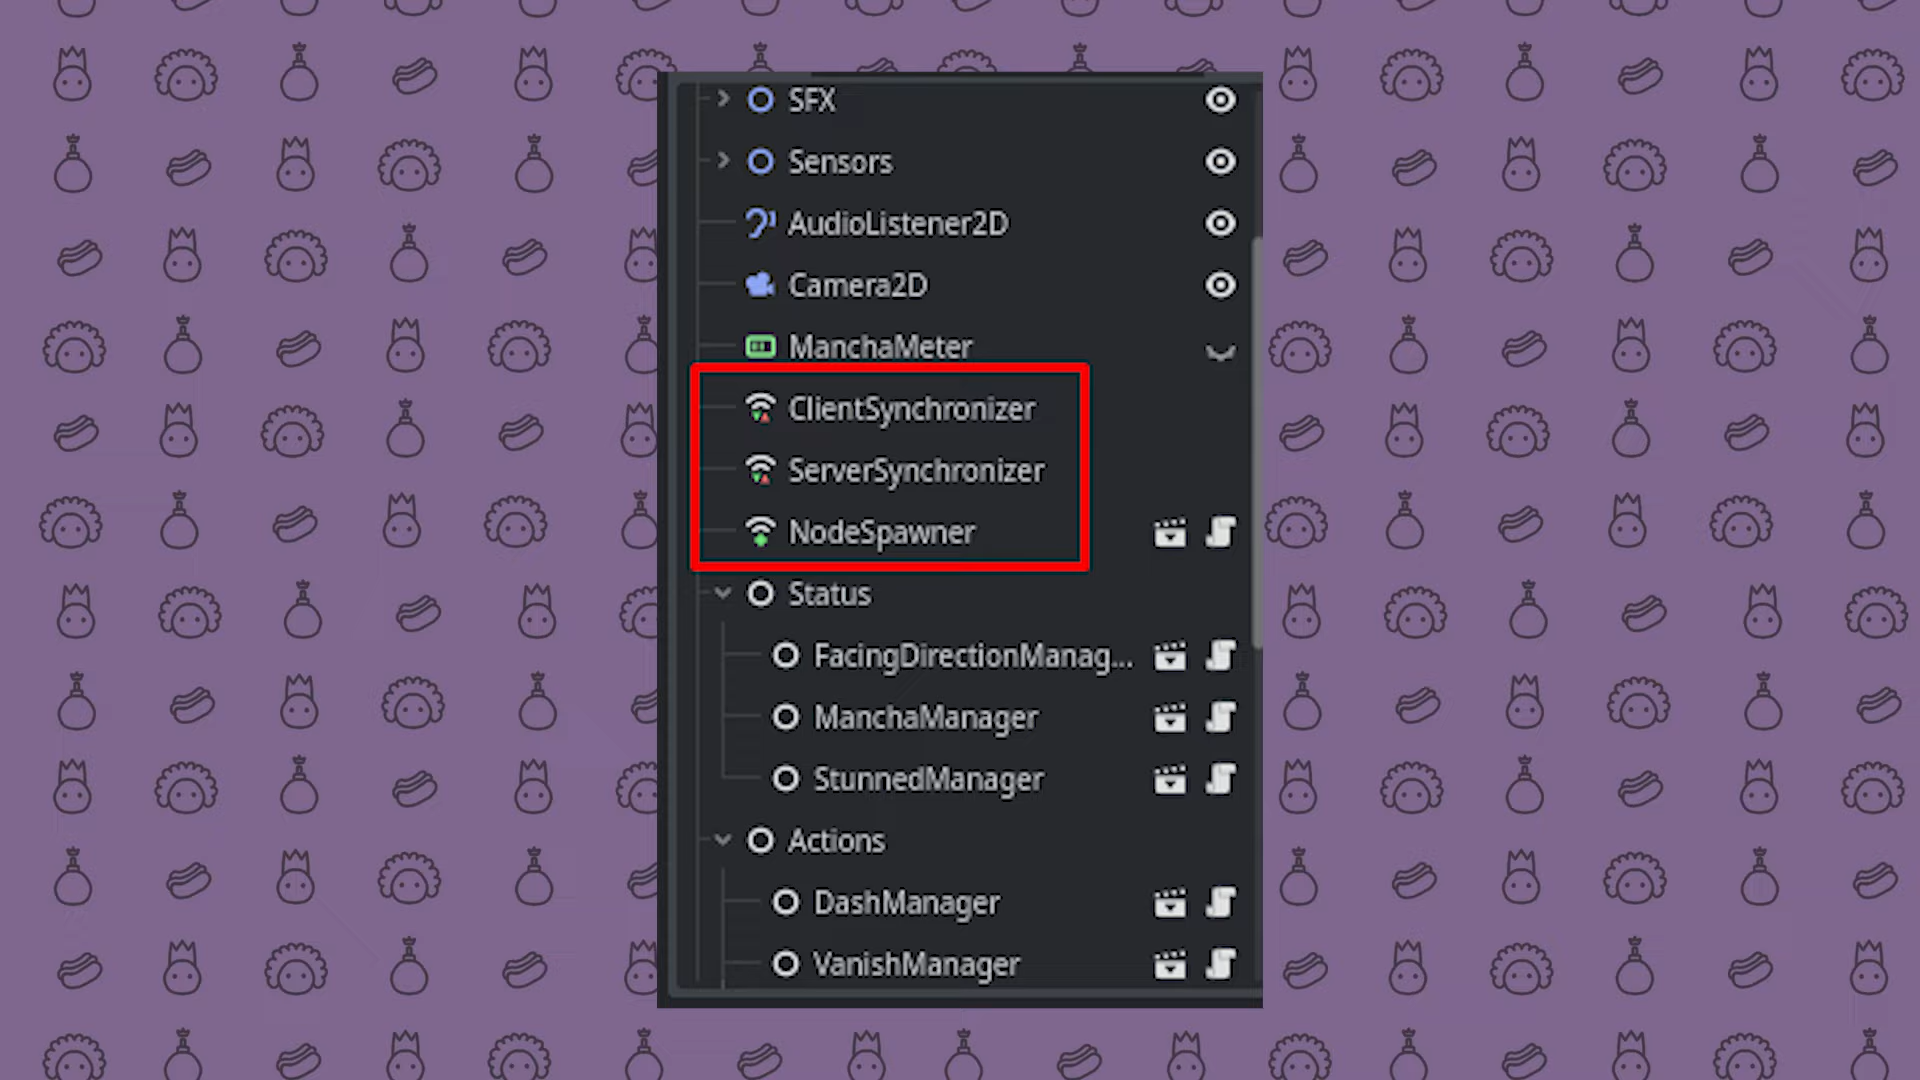 SFX
Sensors
AudioListener2D
Camera2D
ManchaMeter
ClientSynchronizer
ServerSynchronizer
NodeSpawner
Status
FacingDirectionManag...
ManchaManager
StunnedManager
Actions
DashManager
VanishManager